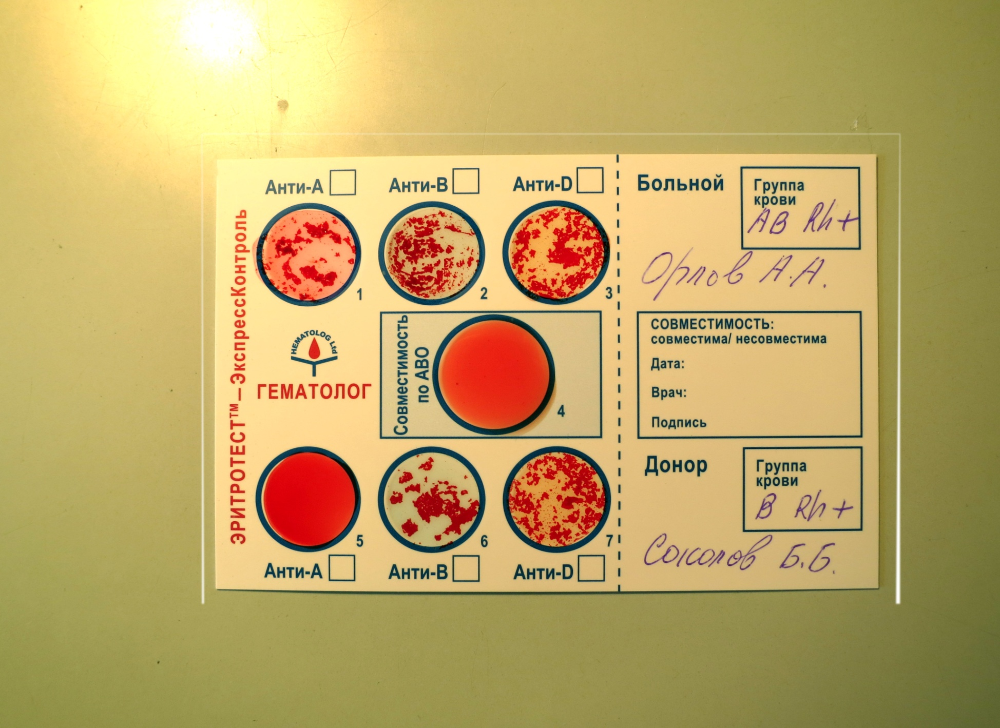 Анти-А
Анти-В
Анти-D
1
2
3
ЭРИТРОТЕСТ™–ЭкспрессКонтроль
HEMATOLOG Ltd
ГЕМАТОЛОГ
Совместимость
по АВО
4
5
6
7
Анти-А
Анти-В
Анти-D
Больной
Группа
крови
АВ Rh+
Орлов А.А.
СОВМЕСТИМОСТЬ:
совместима/ несовместима
Дата:
Врач:
Подпись
Донор
Группа
крови
В Rh+
Соколов Б.Б.